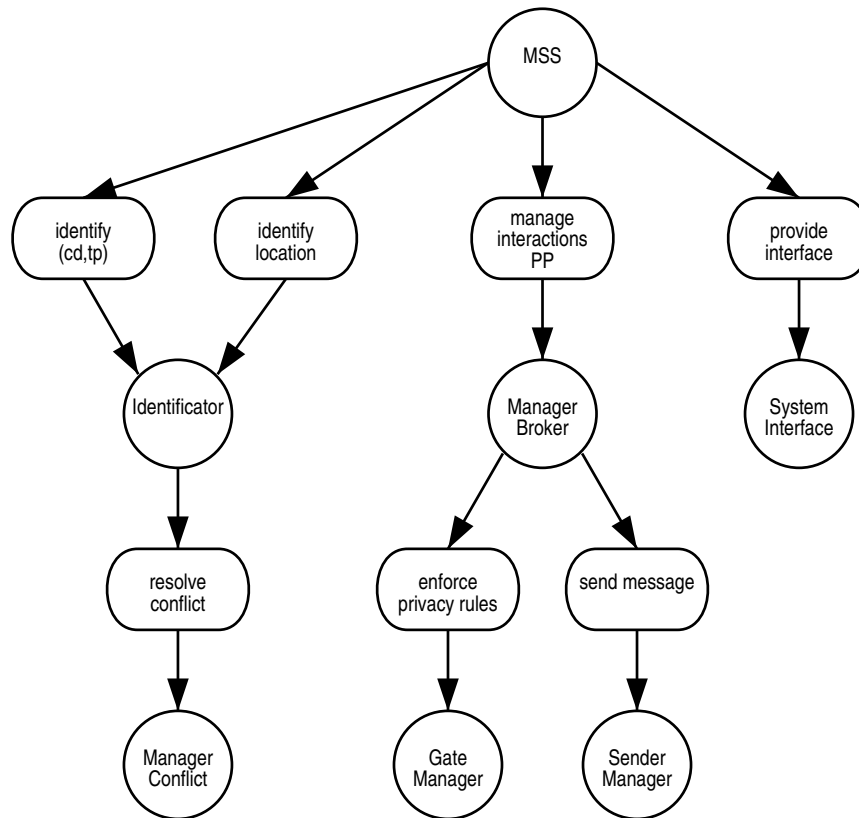 MSS
identify
(cd,tp)
identify
location
manage
interactions
PP
provide
interface
Identificator
Manager
Broker
System
Interface
resolve
conflict
enforce
privacy rules
send message
Manager
Conflict
Gate
Manager
Sender
Manager